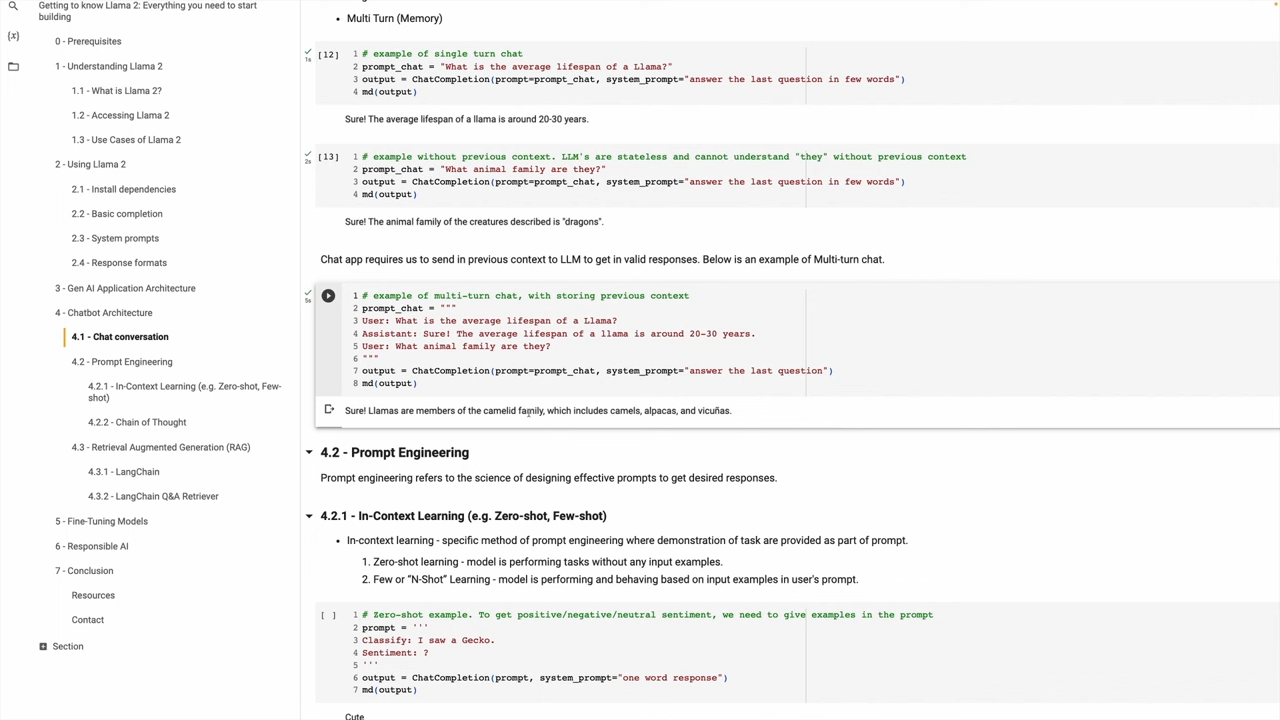 Getting to know Llama 2: Everything you need to start
building
0 - Prerequisites
1 - Understanding Llama 2
1.1 - What is Llama 2?
1.2 - Accessing Llama 2
1.3 - Use Cases of Llama 2
2 - Using Llama 2
2.1 - Install dependencies
2.2 - Basic completion
2.3 - System prompts
2.4 - Response formats
3 - Gen AI Application Architecture
4 - Chatbot Architecture
4.1 - Chat conversation
4.2 - Prompt Engineering
4.2.1 - In-Context Learning (e.g. Zero-shot, Few-
shot)
4.2.2 - Chain of Thought
4.3 - Retrieval Augmented Generation (RAG)
4.3.1 - LangChain
4.3.2 - LangChain Q&A Retriever
5 - Fine-Tuning Models
6 - Responsible AI
7 - Conclusion
Resources
Contact
Section
{x}
• Multi Turn (Memory)
1s
[12]
1 # example of single turn chat
2 prompt_chat = "What is the average lifespan of a Llama?"
3 output = ChatCompletion(prompt=prompt_chat, system_prompt="answer the last question in few words")
4 md(output)
Sure! The average lifespan of a llama is around 20-30 years.
2s
[13]
1 # example without previous context. LLM's are stateless and cannot understand "they" without previous context
2 prompt_chat = "What animal family are they?"
3 output = ChatCompletion(prompt=prompt_chat, system_prompt="answer the last question in few words")
4 md(output)
Sure! The animal family of the creatures described is "dragons".
Chat app requires us to send in previous context to LLM to get in valid responses. Below is an example of Multi-turn chat.
5s
1 # example of multi-turn chat, with storing previous context
2 prompt_chat = """
3 User: What is the average lifespan of a Llama?
4 Assistant: Sure! The average lifespan of a llama is around 20-30 years.
5 User: What animal family are they?
6 """
7 output = ChatCompletion(prompt=prompt_chat, system_prompt="answer the last question")
8 md(output)
Sure! Llamas are members of the camelid family, which includes camels, alpacas, and vicuñas.
4.2 - Prompt Engineering
Prompt engineering refers to the science of designing effective prompts to get desired responses.
4.2.1 - In-Context Learning (e.g. Zero-shot, Few-shot)
• In-context learning - specific method of prompt engineering where demonstration of task are provided as part of prompt.
1. Zero-shot learning - model is performing tasks without any input examples.
2. Few or “N-Shot” Learning - model is performing and behaving based on input examples in user's prompt.
[ ]
1 # Zero-shot example. To get positive/negative/neutral sentiment, we need to give examples in the prompt
2 prompt = '''
3 Classify: I saw a Gecko.
4 Sentiment: ?
5 '''
6 output = ChatCompletion(prompt, system_prompt="one word response")
7 md(output)
Cute